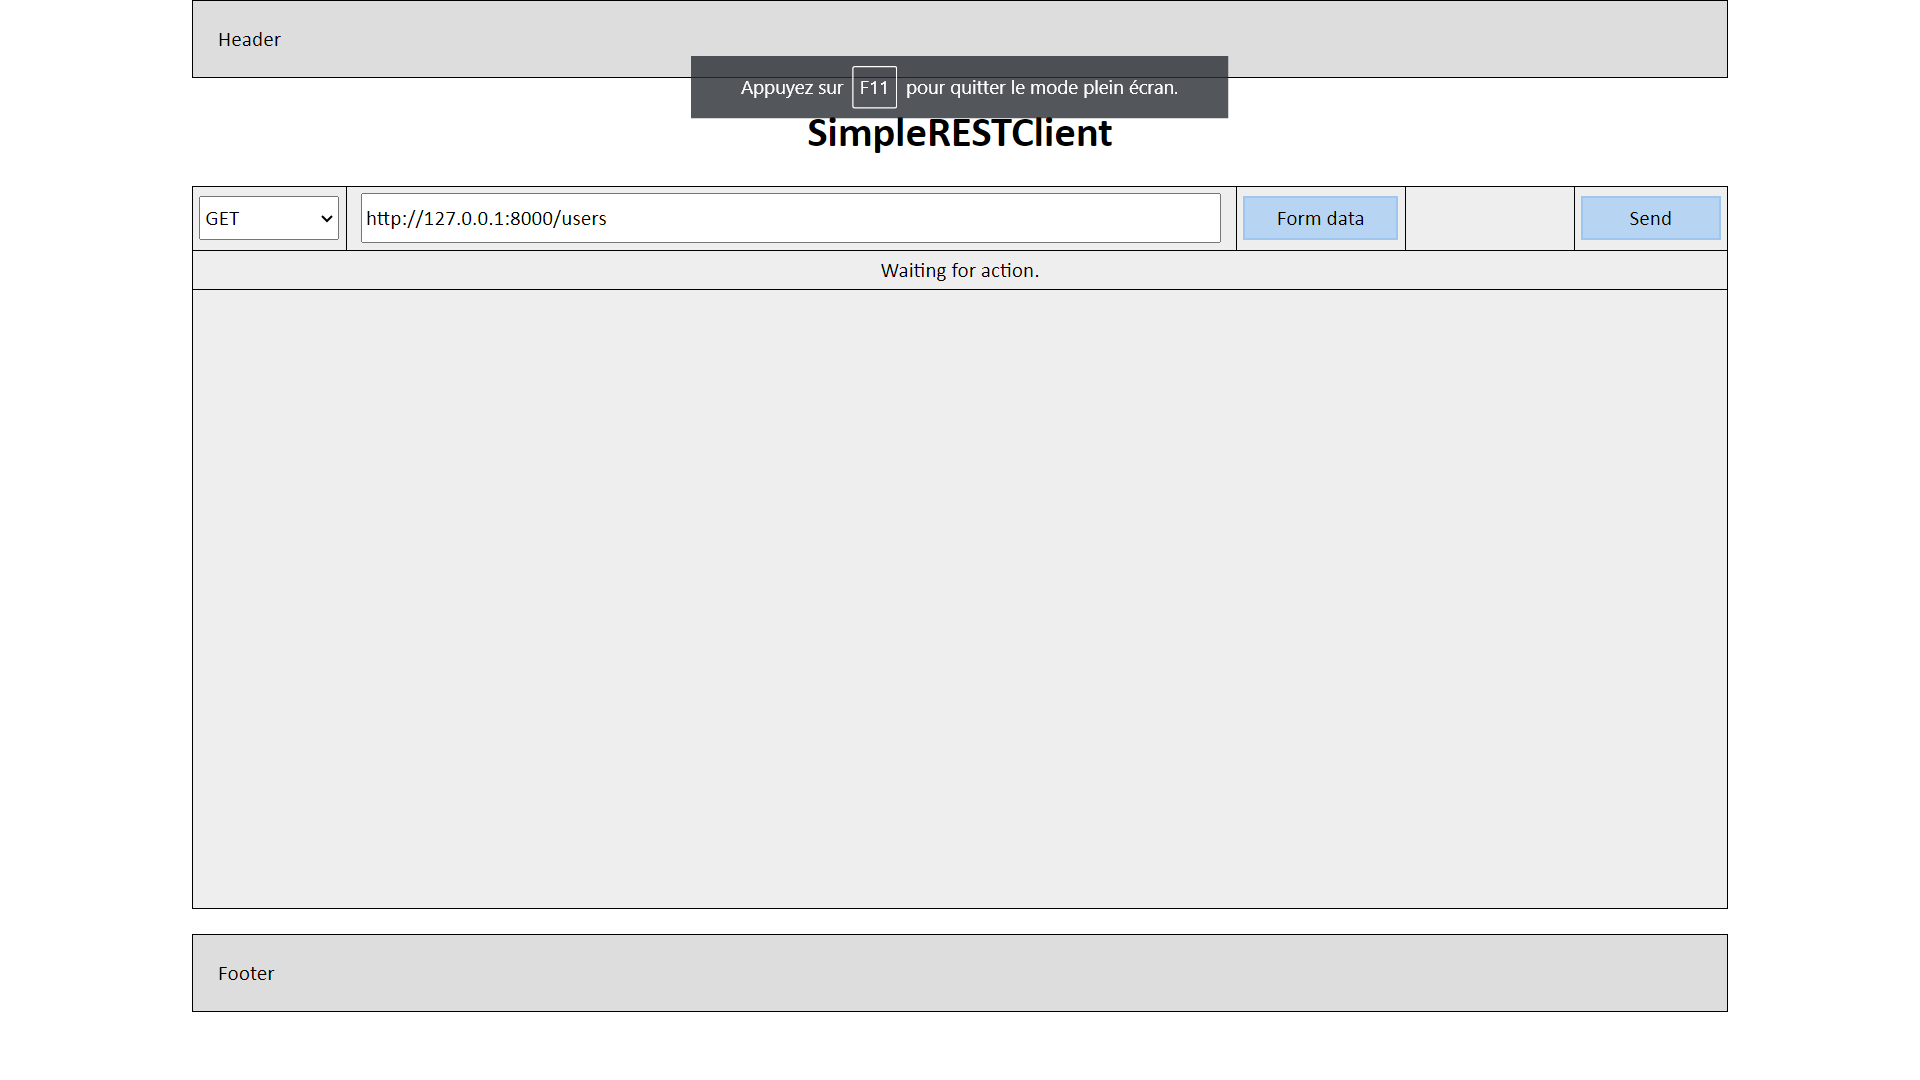 Header
Appuyez sur F11 pour quitter le mode plein écran.
SimpleRESTClient
GET http://127.0.0.1:8000/users Form data Send
Waiting for action.
Footer